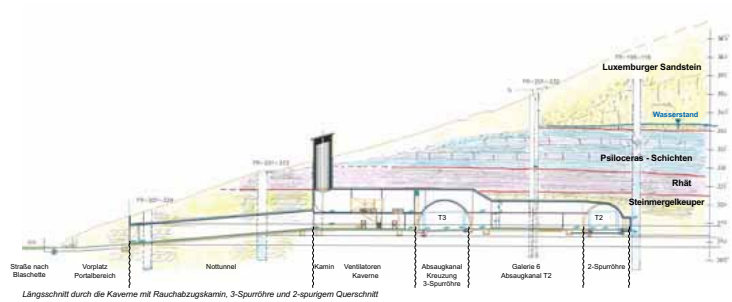 Luxemburger Sandstein
Wasserstand
Psiloceras - Schichten
Rhät
Steinmergelkeuper
T3
T2
Straße nach
Blaschette
Vorplatz
Portalbereich
Nottunnel
Kamin
Ventilatoren
Kaverne
Absaugkanal
Kreuzung
3-Spurröhre
Galerie 6
Absaugkanal T2
2-Spurröhre
Längsschnitt durch die Kaverne mit Rauchabzugskamin, 3-Spurröhre und 2-spurigem Querschnitt